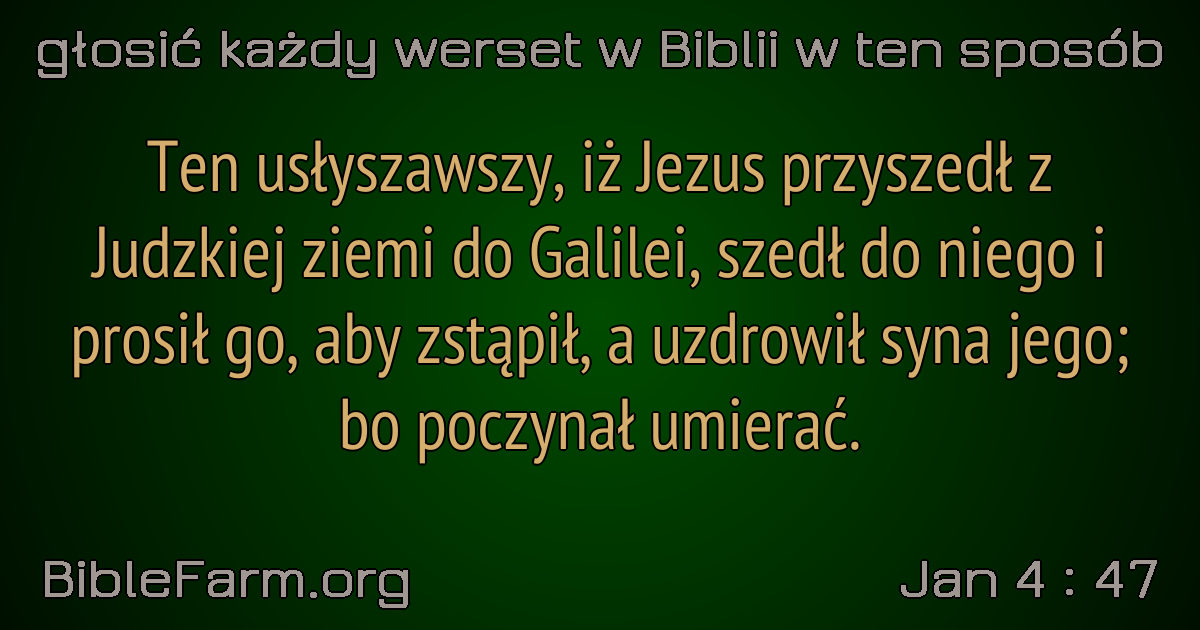 głosić każdy werset w Biblii w ten sposób
Ten usłyszawszy, iż Jezus przyszedł z
Judzkiej ziemi do Galilei, szedł do niego i
prosił go, aby zstąpił, a uzdrowił syna jego;
bo poczynał umierać.
BibleFarm.org
Jan 4 : 47